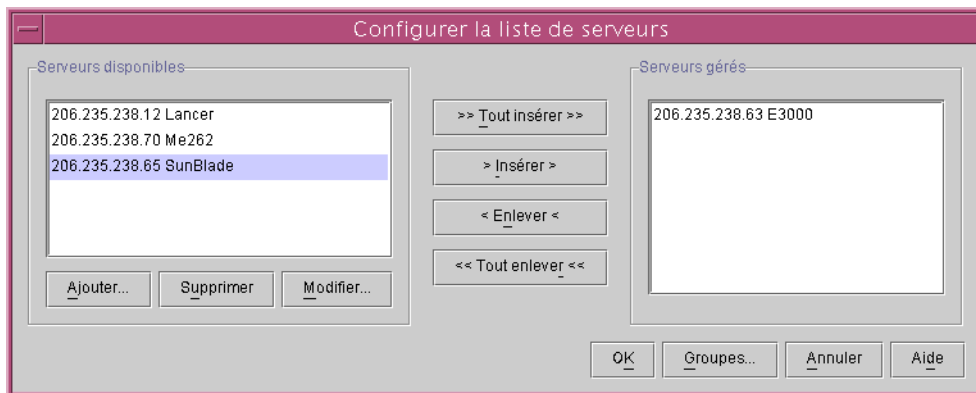 Configurer la liste de serveurs
Serveurs disponibles
206.235.238.12 Lancer
206.235.238.70 Me262
206.235.238.65 SunBlade
Ajouter...
Supprimer
Modifier...
>> Tout insérer >>
> Insérer >
< Enlever <
<< Tout enlever <<
Serveurs gérés
206.235.238.63 E3000
OK
Groupes...
Annuler
Aide